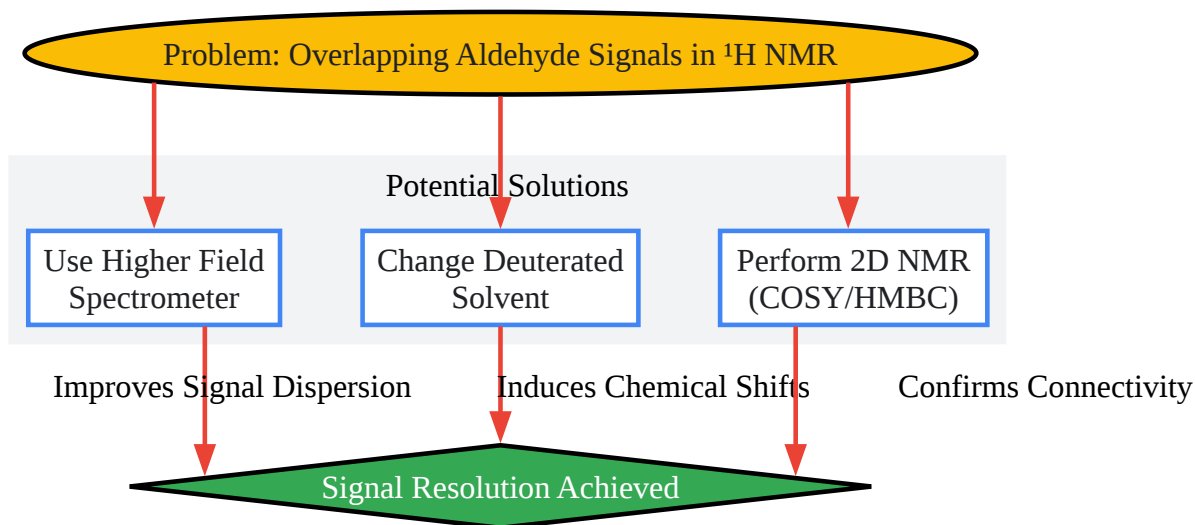 Problem: Overlapping Aldehyde Signals in ¹H NMR
Potential Solutions
Use Higher Field
Spectrometer
Change Deuterated
Solvent
Perform 2D NMR
(COSY/HMBC)
Improves Signal Dispersion
Induces Chemical Shifts
Confirms Connectivity
Signal Resolution Achieved